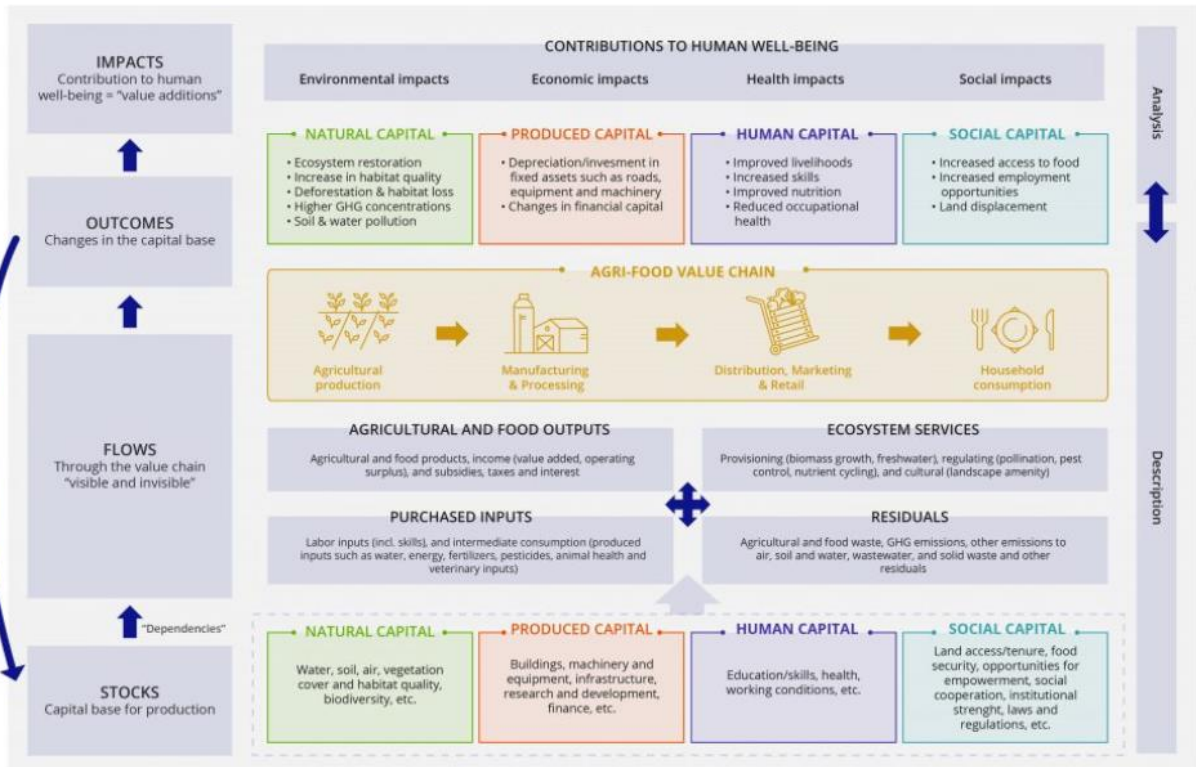 IMPACTS
Contribution to human
well-being = "value additions"
OUTCOMES
Changes in the capital base
FLOWS
Through the value chain
"visible and invisible"
"Dependencies"
STOCKS
Capital base for production
CONTRIBUTIONS TO HUMAN WELL-BEING
Environmental impacts
Economic impacts
Health impacts
Social impacts
NATURAL CAPITAL
• Ecosystem restoration
• Increase in habitat quality
• Deforestation & habitat loss
• Higher GHG concentrations
• Soil & water pollution
PRODUCED CAPITAL
• Depreciation/invesment in
fixed assets such as roads,
equipment and machinery
• Changes in financial capital
HUMAN CAPITAL
• Improved livelihoods
• Increased skills
• Improved nutrition
• Reduced occupational
health
SOCIAL CAPITAL
• Increased access to food
• Increased employment
opportunities
• Land displacement
AGRI-FOOD VALUE CHAIN
Agricultural
production
Manufacturing
& Processing
Distribution, Marketing
& Retail
Household
consumption
AGRICULTURAL AND FOOD OUTPUTS
Agricultural and food products, income (value added, operating
surplus), and subsidies, taxes and interest
ECOSYSTEM SERVICES
Provisioning (biomass growth, freshwater), regulating (pollination, pest
control, nutrient cycling), and cultural (landscape amenity)
PURCHASED INPUTS
Labor inputs (incl. skills), and intermediate consumption (produced
inputs such as water, energy, fertilizers, pesticides, animal health and
veterinary inputs)
RESIDUALS
Agricultural and food waste, GHG emissions, other emissions to
air, soil and water, wastewater, and solid waste and other
residuals
NATURAL CAPITAL
Water, soil, air, vegetation
cover and habitat quality,
biodiversity, etc.
PRODUCED CAPITAL
Buildings, machinery and
equipment, infrastructure,
research and development,
finance, etc.
HUMAN CAPITAL
Education/skills, health,
working conditions, etc.
SOCIAL CAPITAL
Land access/tenure, food
security, opportunities for
empowerment, social
cooperation, institutional
strenght, laws and
regulations, etc.
Analysis
Description